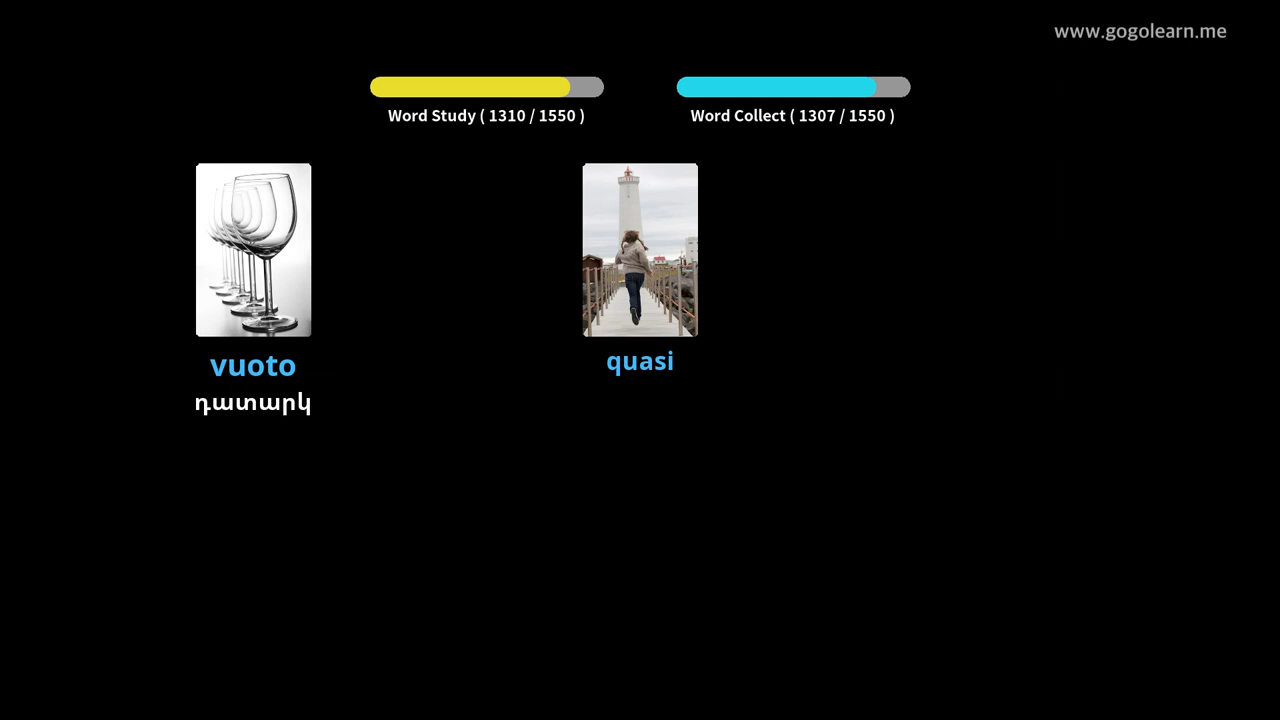 www.gogolearn.me
Word Study ( 1310 / 1550 )
Word Collect ( 1307 / 1550 )
vuoto
դատարկ
quasi